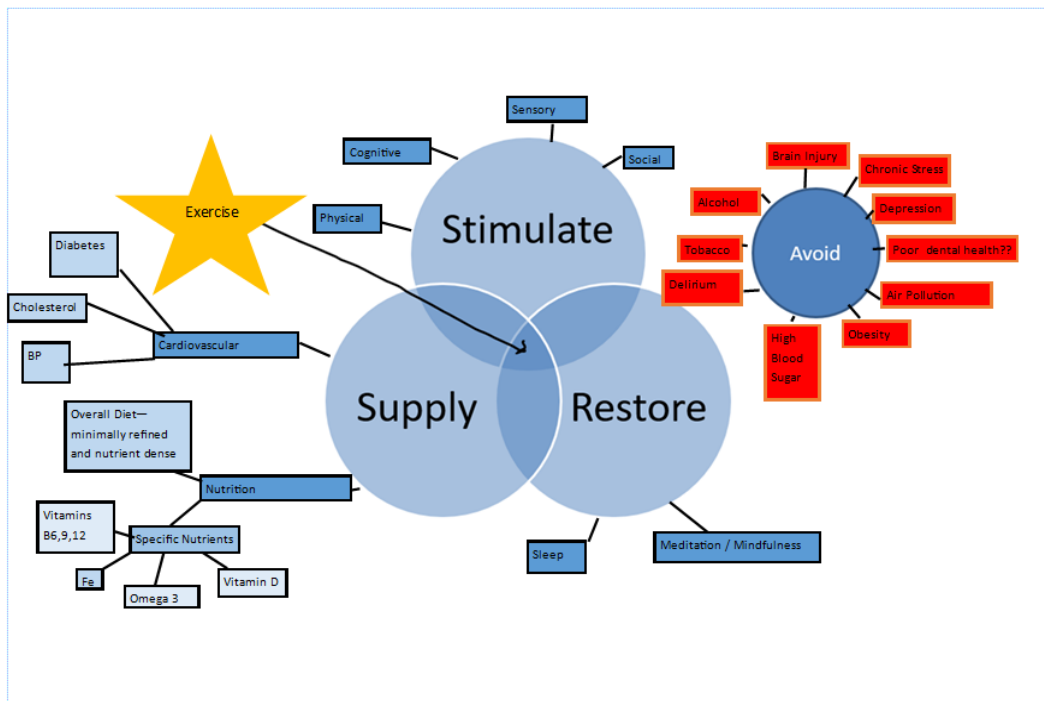 Sensory
Cognitive
Social
Physical
Stimulate
Exercise
Diabetes
Cholesterol
BP
Cardiovascular
Supply
Restore
Overall Diet—
minimally refined
and nutrient dense
Nutrition
Vitamins
B6,9,12
Specific Nutrients
Fe
Omega 3
Vitamin D
Sleep
Meditation / Mindfulness
Avoid
Brain Injury
Chronic Stress
Alcohol
Depression
Tobacco
Poor dental health??
Delirium
Air Pollution
Obesity
High
Blood
Sugar